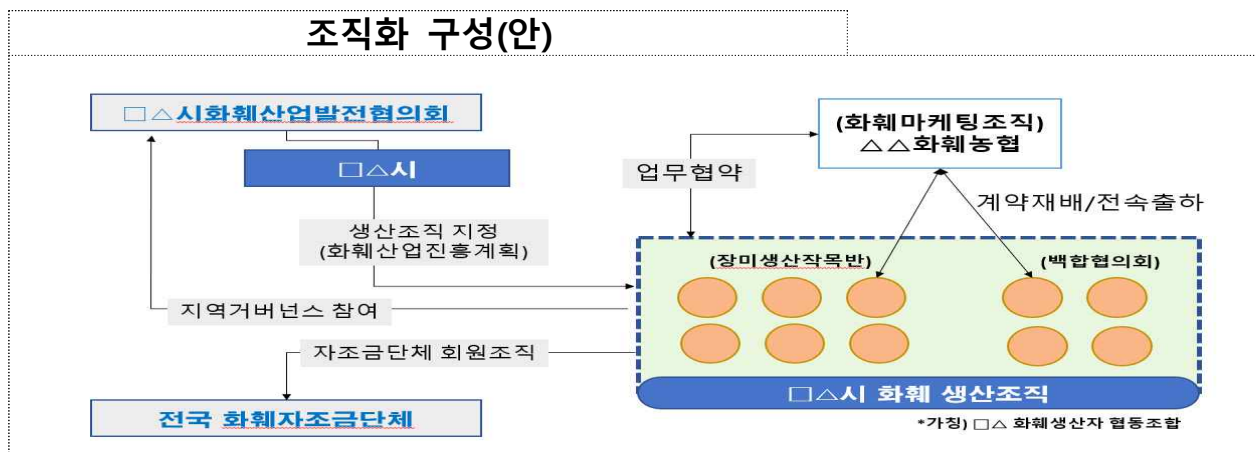 조직화 구성(안)
□△시화훼산업발전협의회
□△시
(화훼마케팅조직)
△△화훼농협
업무협약
계약재배/전속출하
생산조직 지정
(화훼산업진흥계획)
(장미생산작목반)
(백합협의회)
지역거버넌스 참여
자조금단체 회원조직
□△시 화훼 생산조직
전국 화훼자조금단체
*가칭) □△ 화훼생산자 협동조합